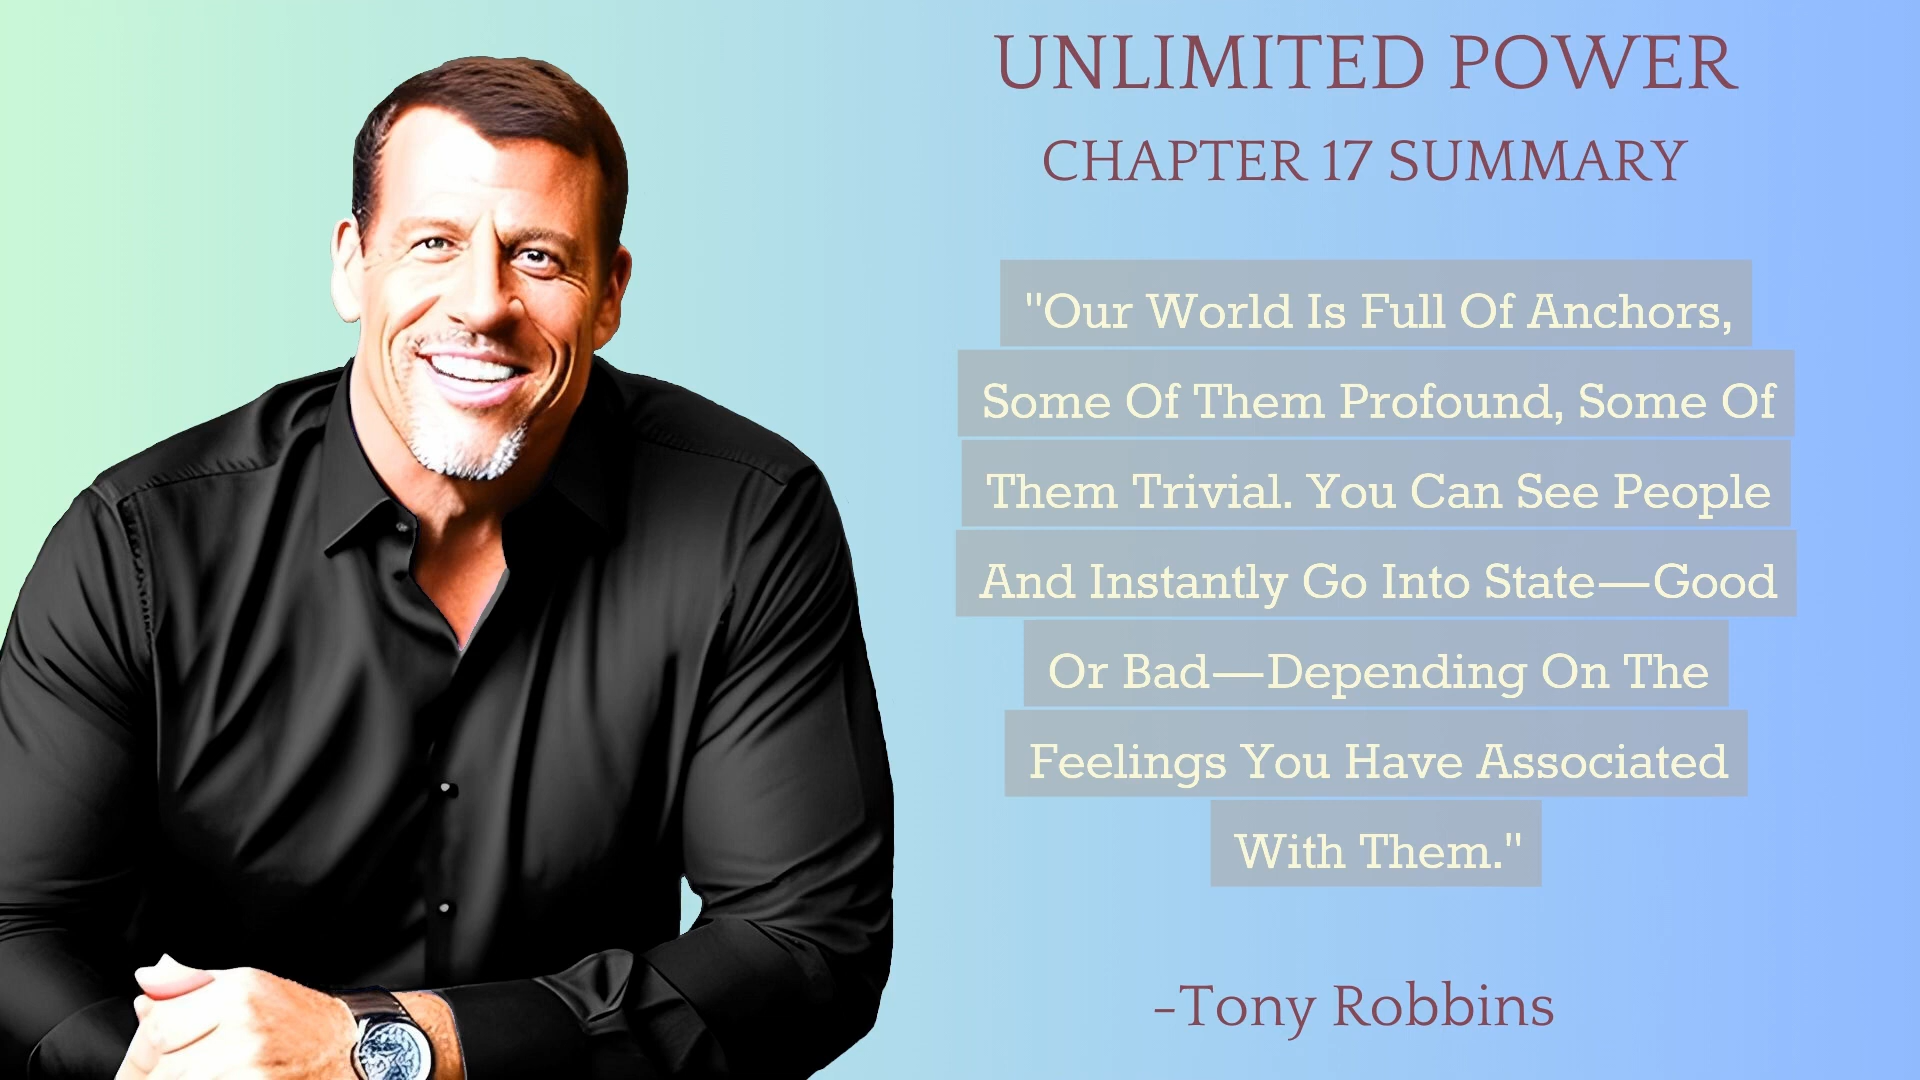 UNLIMITED POWER
CHAPTER 17 SUMMARY
"Our World Is Full Of Anchors,
Some Of Them Profound, Some Of
Them Trivial. You Can See People
And Instantly Go Into State—Good
Or Bad—Depending On The
Feelings You Have Associated
With Them."
-Tony Robbins